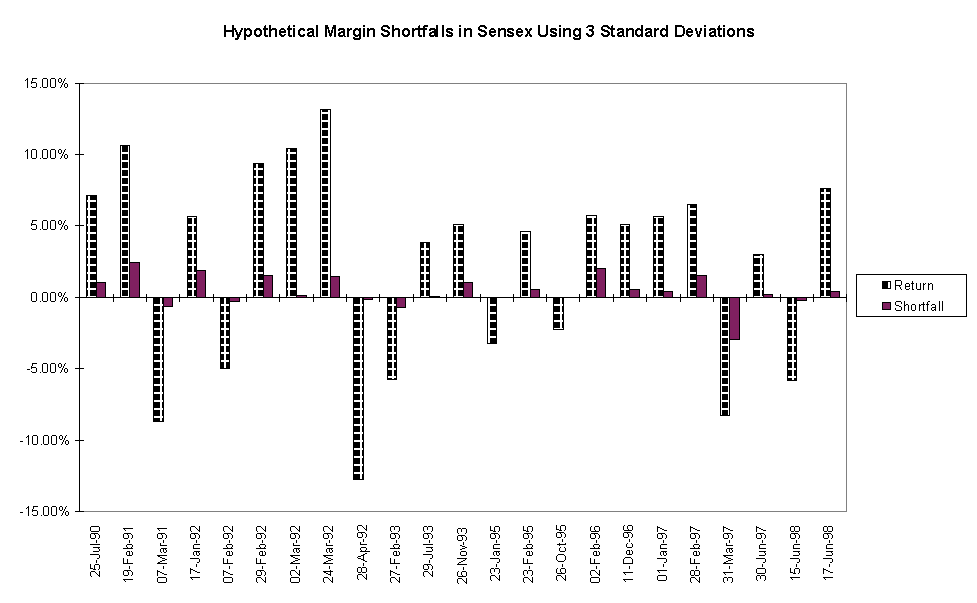 Hypothetical Margin Shortfalls in Sensex Using 3 Standard Deviations
15.00%
10.00%
5.00%
0.00%
-5.00%
-10.00%
-15.00%
25-Jul-90
19-Feb-91
07-Mar-91
17-Jan-92
07-Feb-92
29-Feb-92
02-Mar-92
24-Mar-92
28-Apr-92
27-Feb-93
29-Jul-93
26-Nov-93
23-Jan-95
23-Feb-95
26-Oct-95
02-Feb-96
11-Dec-96
01-Jan-97
28-Feb-97
31-Mar-97
30-Jun-97
15-Jun-98
17-Jun-98
Return
Shortfall